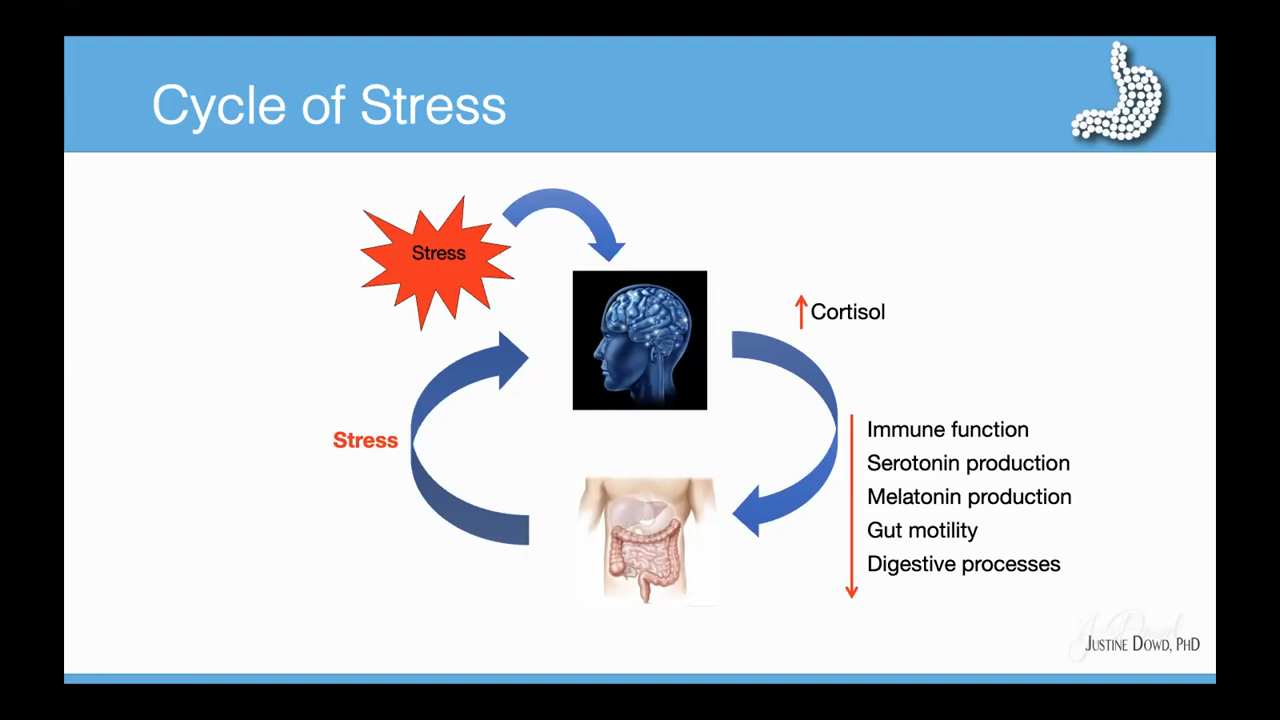 Cycle of Stress
Stress
Cortisol
Stress
Immune function
Serotonin production
Melatonin production
Gut motility
Digestive processes
JUSTINE DOWD, PHD